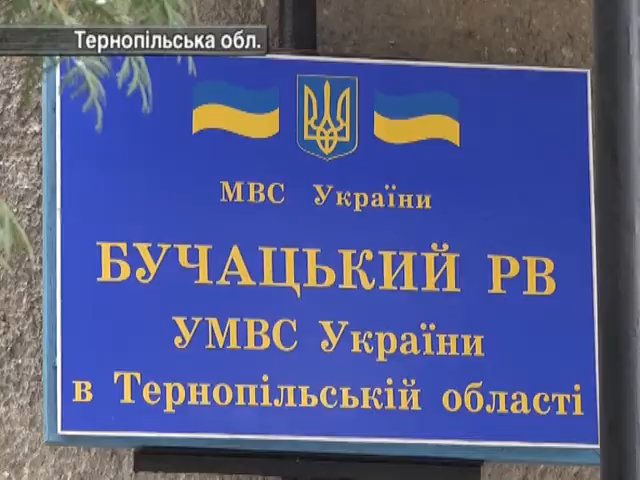 Тернопільська обл.
МВС України
БУЧАЦЬКИЙ РВ
УМВС України
в Тернопільській області